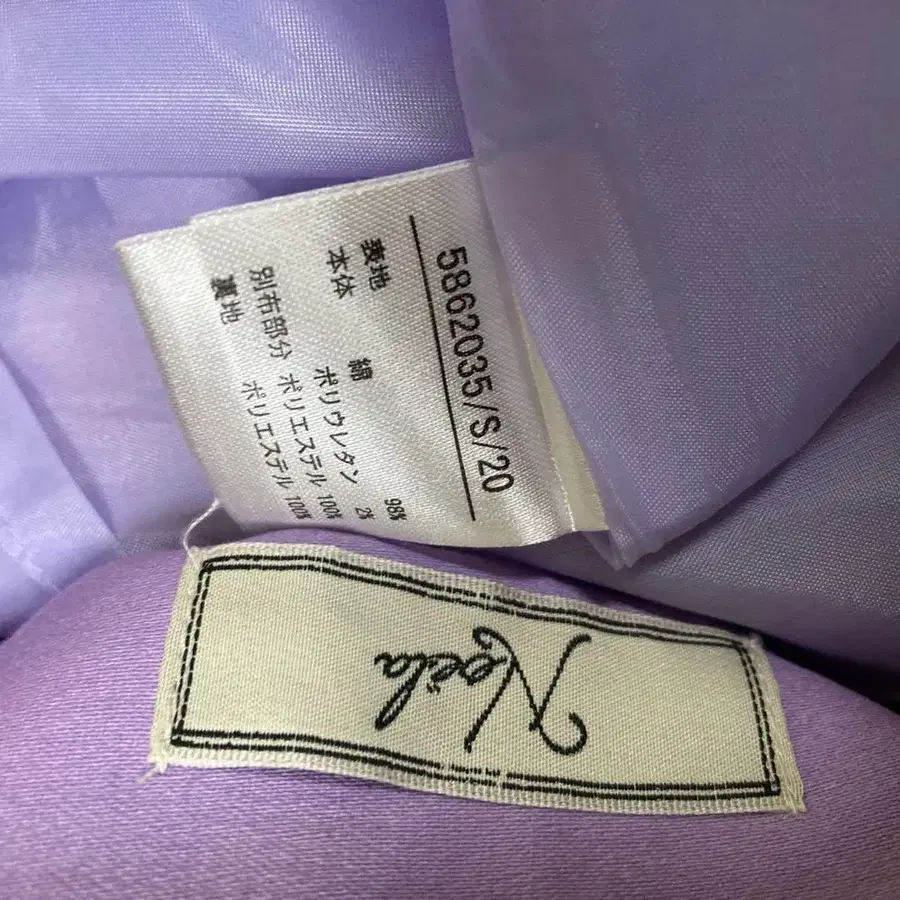 5862035/S/20
表地
本体 綿 98%
ポリウレタン 2%
別布部分 ポリエステル 100%
裏地 ポリエステル 100%
Noëla